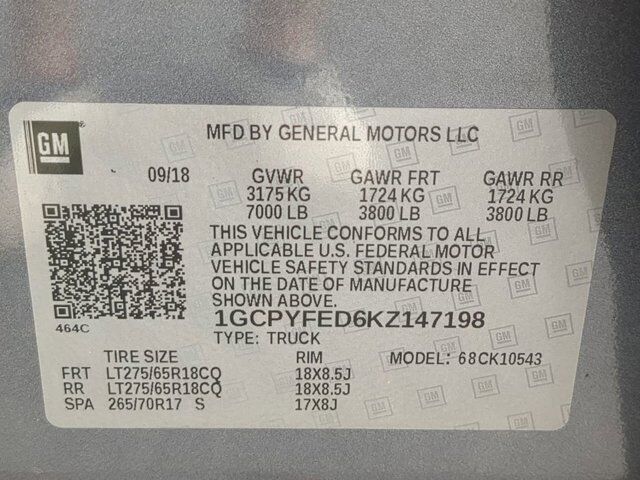 GM
MFD BY GENERAL MOTORS LLC
09/18 GVWR GAWR FRT GAWR RR
3175 KG 1724 KG 1724 KG
7000 LB 3800 LB 3800 LB
THIS VEHICLE CONFORMS TO ALL
APPLICABLE U.S. FEDERAL MOTOR
VEHICLE SAFETY STANDARDS IN EFFECT
ON THE DATE OF MANUFACTURE
SHOWN ABOVE.
464C
1GCPYFED6KZ147198
TYPE: TRUCK
TIRE SIZE RIM MODEL: 68CK10543
FRT LT275/65R18CQ 18X8.5J
RR LT275/65R18CQ 18X8.5J
SPA 265/70R17 S 17X8J